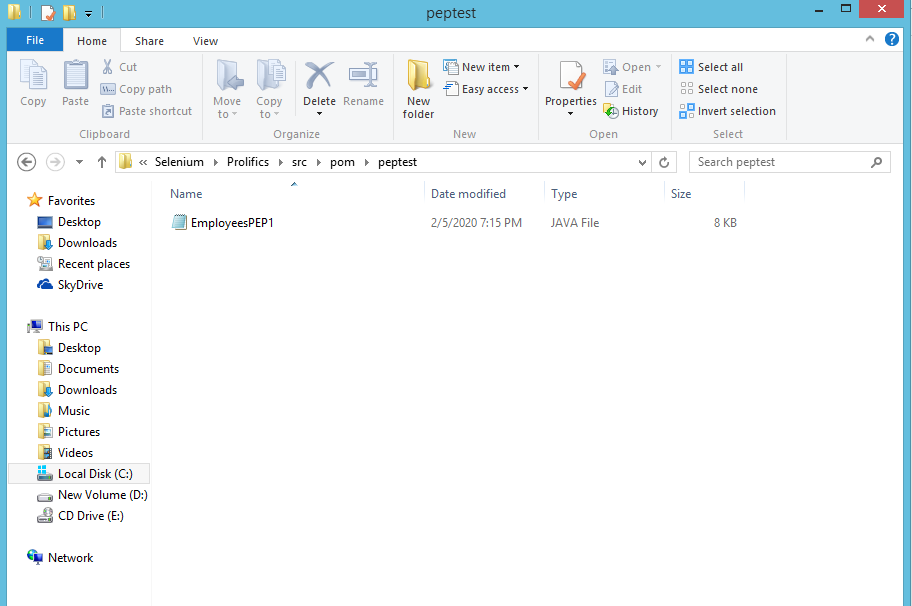 peptest
File Home Share View
Copy Paste Cut Copy path Paste shortcut
Clipboard
Move to Copy to Delete Rename
Organize
New folder New item Easy access
New
Properties Open Edit History
Open
Select all Select none Invert selection
Select
« Selenium Prolifics src pom peptest
Search peptest
Name Date modified Type Size
EmployeesPEP1 2/5/2020 7:15 PM JAVA File 8 KB
Favorites
Desktop
Downloads
Recent places
SkyDrive
This PC
Desktop
Documents
Downloads
Music
Pictures
Videos
Local Disk (C:)
New Volume (D:)
CD Drive (E:)
Network